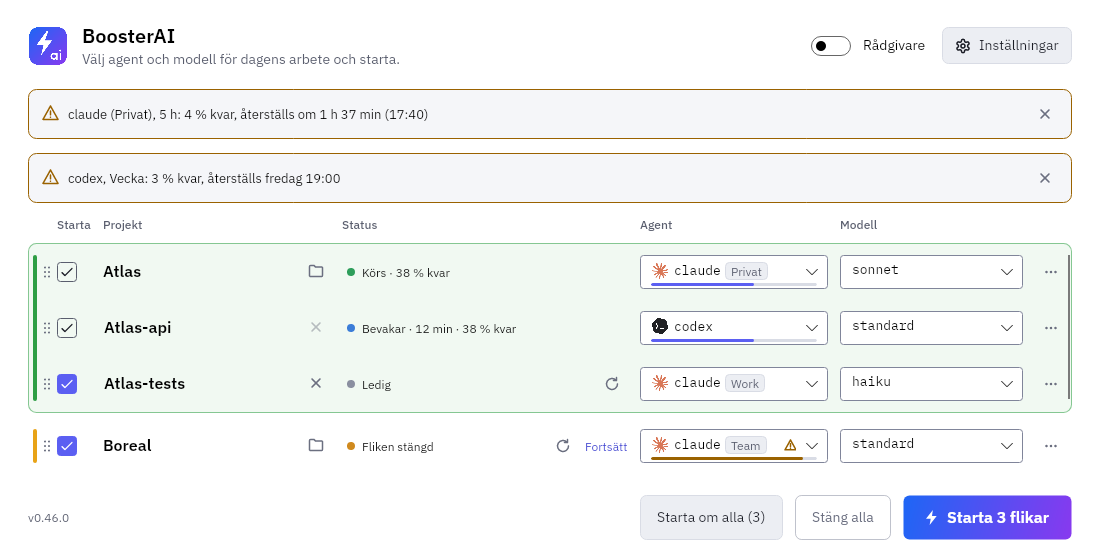 ai
BoosterAI
Välj agent och modell för dagens arbete och starta.
Rådgivare
Inställningar
claude (Privat), 5 h: 4 % kvar, återställs om 1 h 37 min (17:40)
codex, Vecka: 3 % kvar, återställs fredag 19:00
Starta Projekt Status Agent Modell
Atlas Körs · 38 % kvar claude Privat sonnet
Atlas-api Bevakar · 12 min · 38 % kvar codex standard
Atlas-tests Ledig claude Work haiku
Boreal Fliken stängd Fortsätt claude Team standard
v0.46.0 Starta om alla (3) Stäng alla Starta 3 flikar